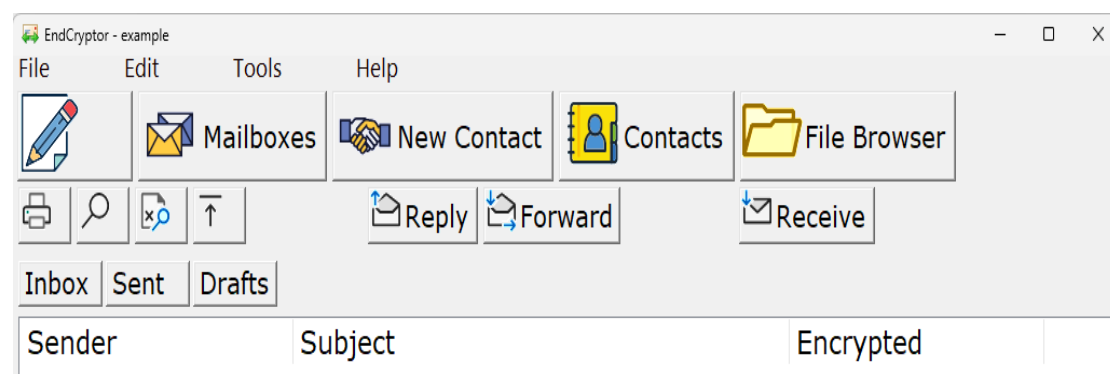 EndCryptor - example
File Edit Tools Help
Mailboxes New Contact Contacts File Browser
Reply Forward Receive
Inbox Sent Drafts
Sender Subject Encrypted